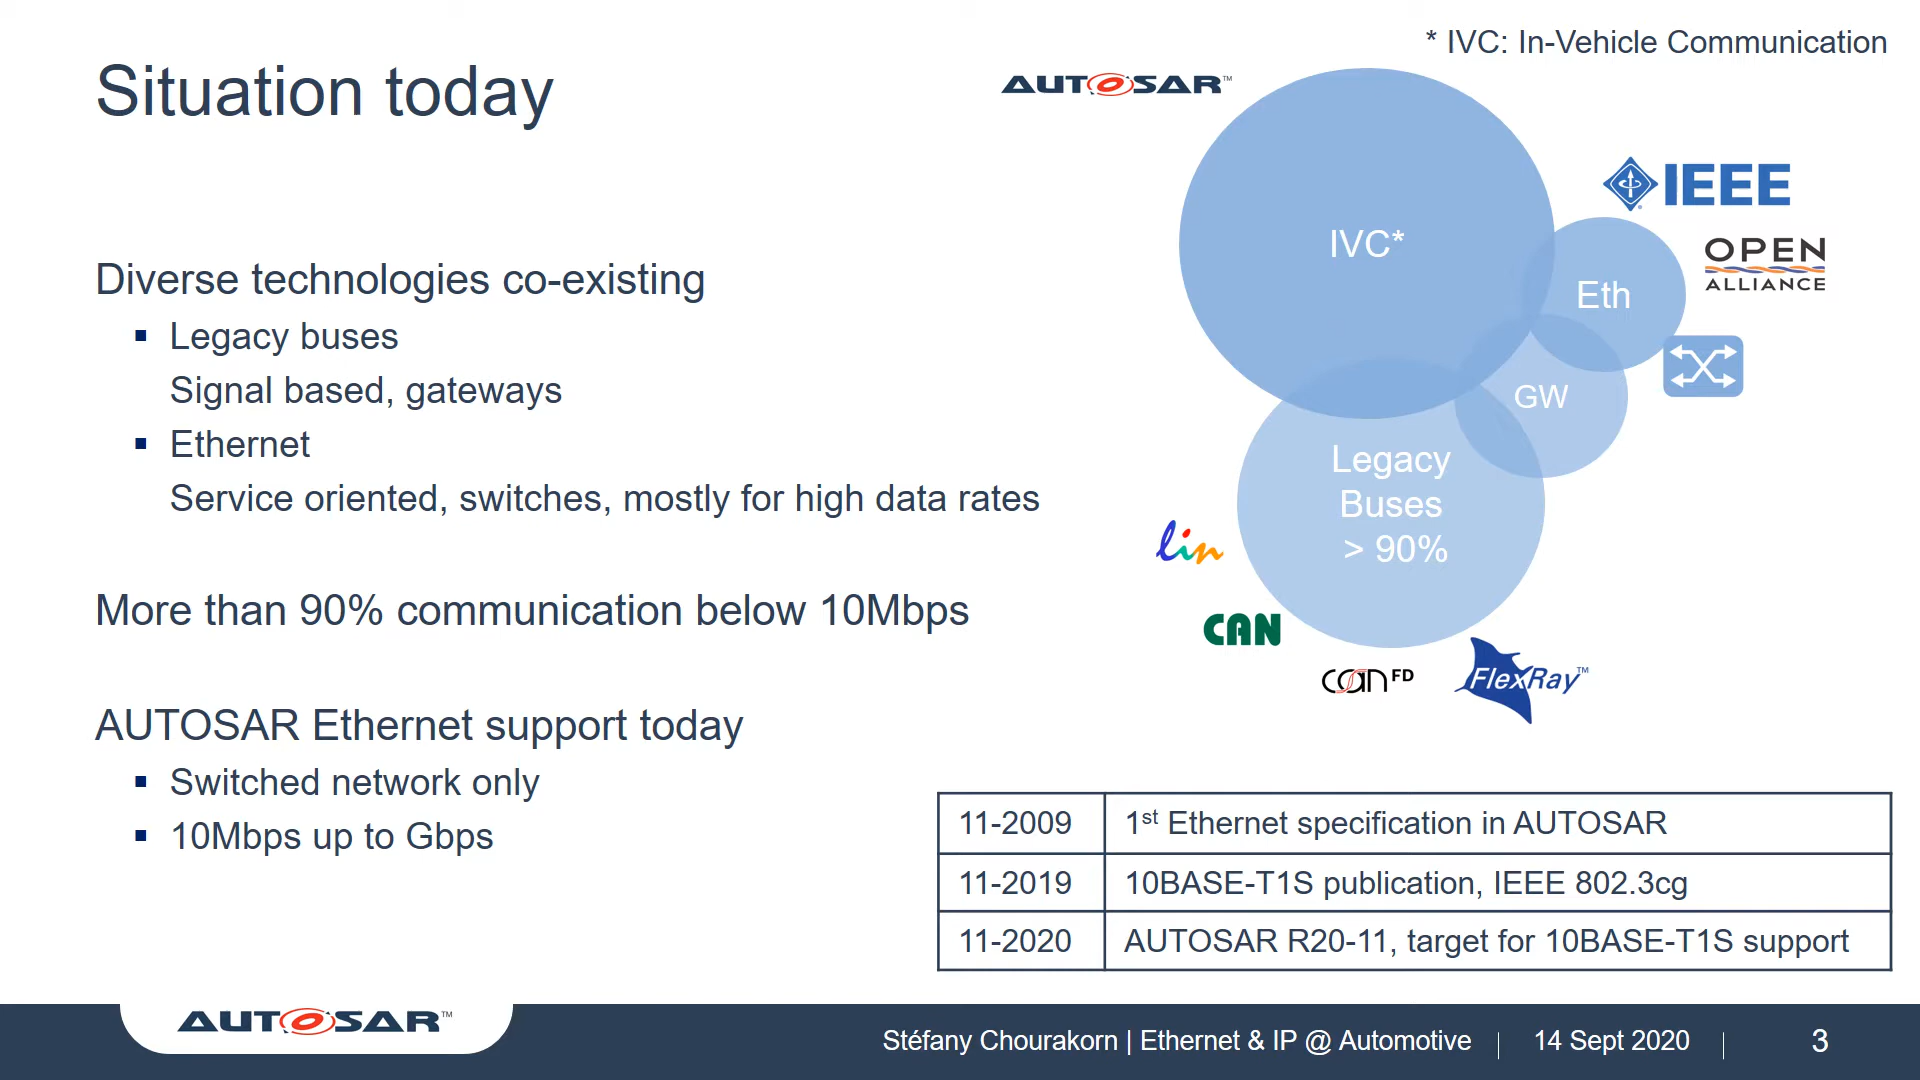 * IVC: In-Vehicle Communication
Situation today
AUTOSAR™
IVC*
IEEE
OPEN
ALLIANCE
Eth
GW
Legacy
Buses
> 90%
lin
CAN
can FD
FlexRay™
Diverse technologies co-existing
▪ Legacy buses
Signal based, gateways
▪ Ethernet
Service oriented, switches, mostly for high data rates
More than 90% communication below 10Mbps
AUTOSAR Ethernet support today
▪ Switched network only
▪ 10Mbps up to Gbps
11-2009 1st Ethernet specification in AUTOSAR
11-2019 10BASE-T1S publication, IEEE 802.3cg
11-2020 AUTOSAR R20-11, target for 10BASE-T1S support
AUTOSAR™
Stéfany Chourakorn | Ethernet & IP @ Automotive | 14 Sept 2020 | 3